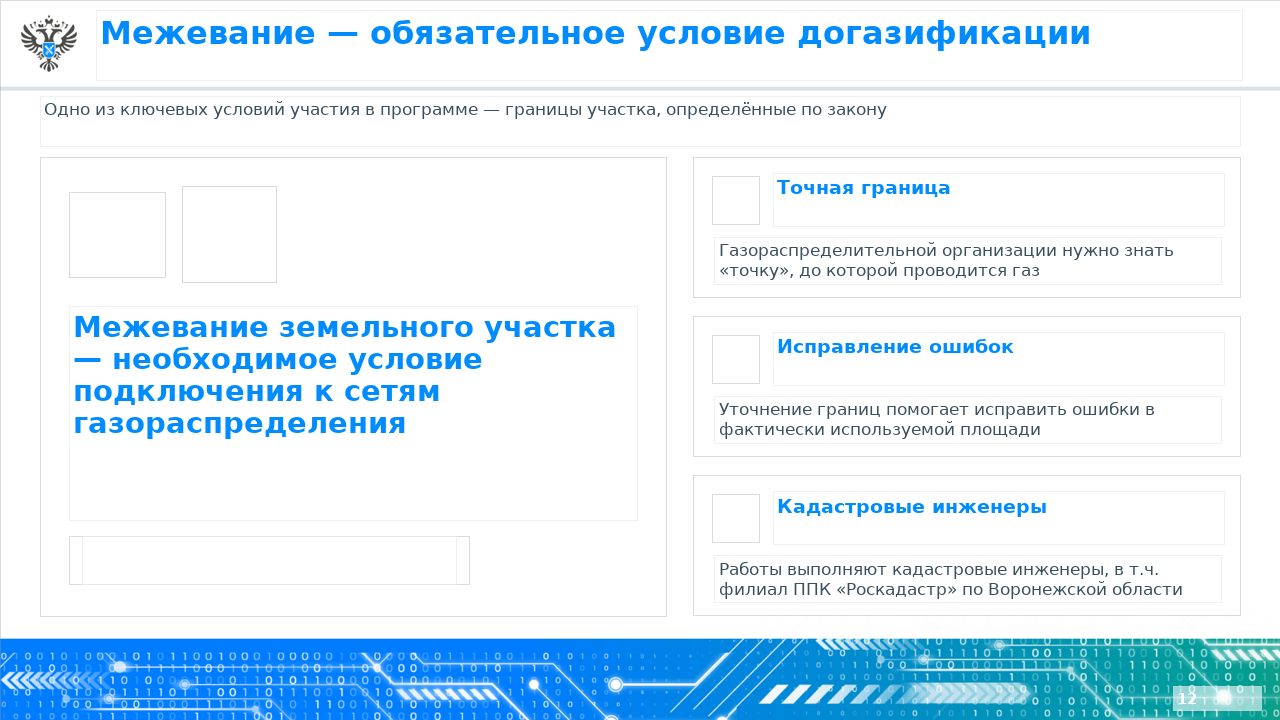 Межевание — обязательное условие догазификации
Одно из ключевых условий участия в программе — границы участка, определённые по закону
Межевание земельного участка
— необходимое условие
подключения к сетям
газораспределения
Точная граница
Газораспределительной организации нужно знать
«точку», до которой проводится газ
Исправление ошибок
Уточнение границ помогает исправить ошибки в
фактически используемой площади
Кадастровые инженеры
Работы выполняют кадастровые инженеры, в т.ч.
филиал ППК «Роскадастр» по Воронежской области
12